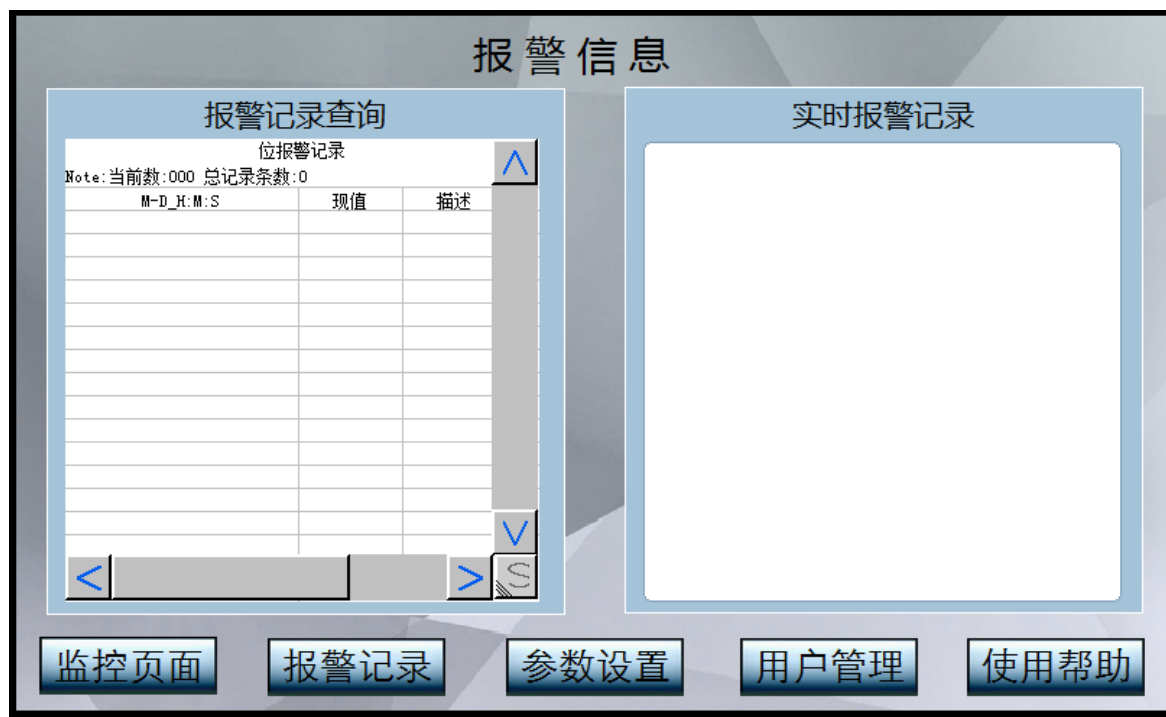 报警信息
报警记录查询
位报警记录
Note:当前数:000 总记录条数:0
M-D_H:M:S 现值 描述
S
实时报警记录
监控页面 报警记录 参数设置 用户管理 使用帮助